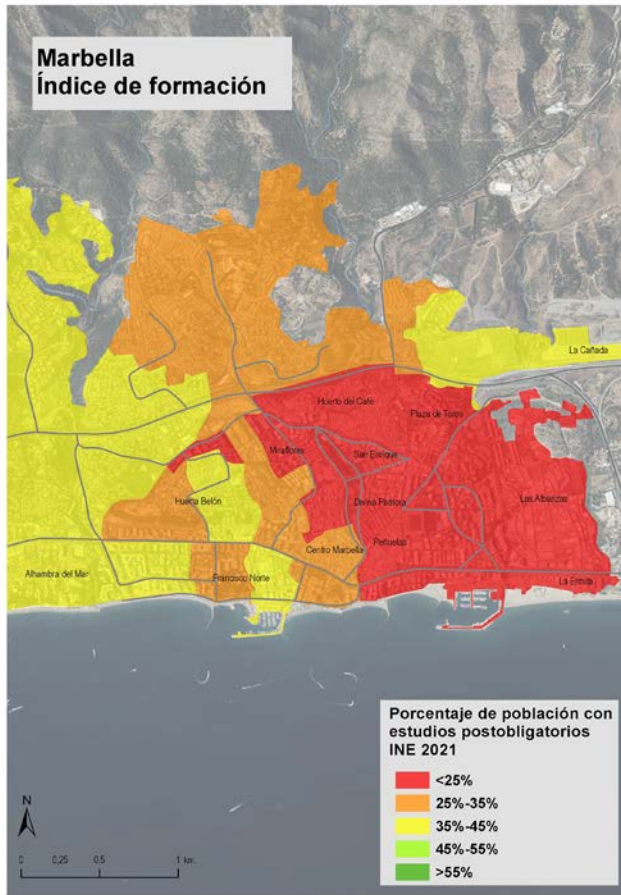 Marbella
Índice de formación
La Cañada
Huerto del Café
Plaza de Toros
Miraflores
San Enrique
Huerta Belón
Divina Pastora
Las Albarizas
Peñuelas
Centro Marbella
Alhambra del Mar
Francisco Norte
La Ermita
Porcentaje de población con
estudios postobligatorios
INE 2021
<25%
25%-35%
35%-45%
45%-55%
>55%
N
0 0,25 0,5 1 km.